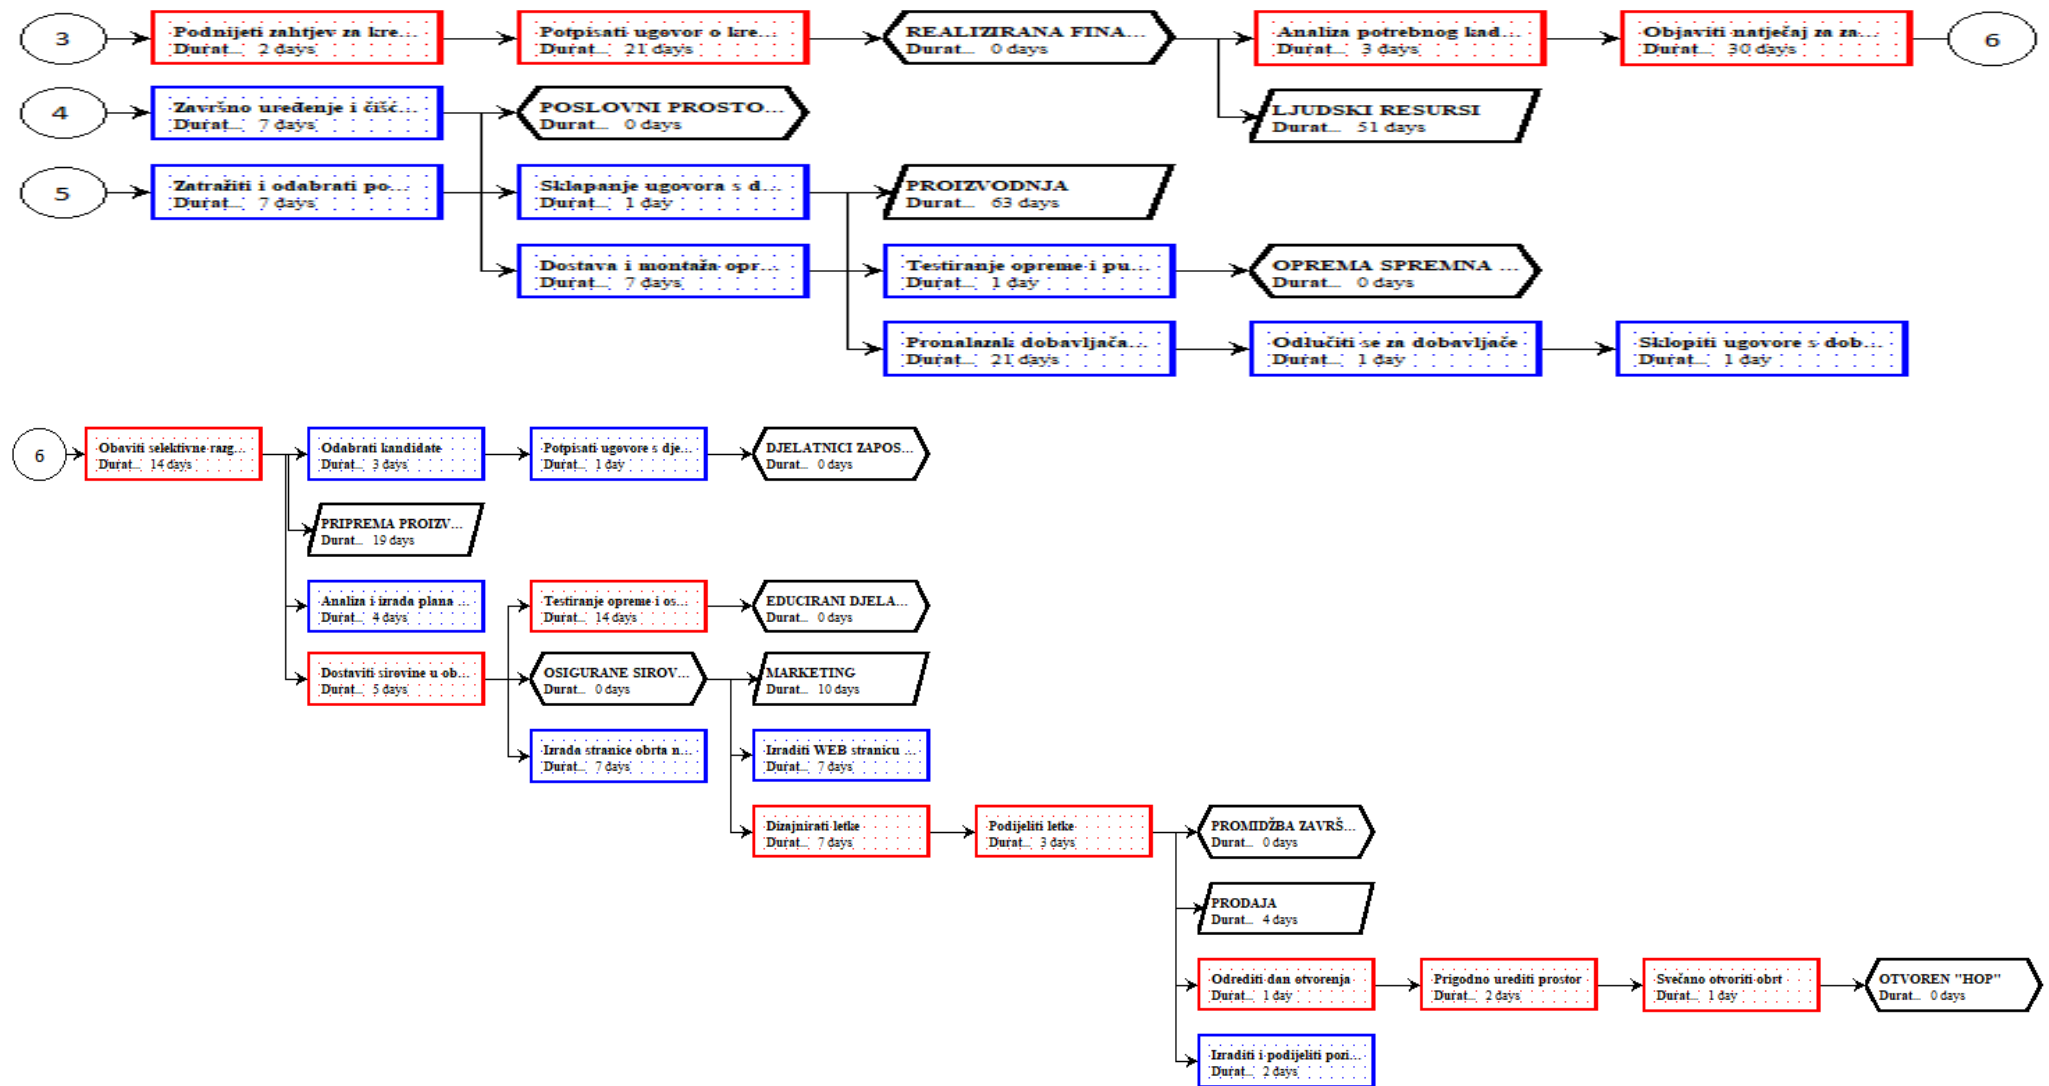 3
Podnijeti zahtjev za kre...
Durat... 2 days
Potpisati ugovor o kre...
Durat... 21 days
REALIZIRANA FINA...
Durat... 0 days
Analiza potrebnog kad...
Durat... 3 days
Objaviti natječaj za za...
Durat... 30 days
6
4
Završno uređenje i čišć...
Durat... 7 days
POSLOVNI PROSTO...
Durat... 0 days
LJUDSKI RESURSI
Durat... 51 days
5
Zatražiti i odabrati po...
Durat... 7 days
Sklapanje ugovora s d...
Durat... 1 day
PROIZVODNJA
Durat... 63 days
Dostava i montaža opr...
Durat... 7 days
Testiranje opreme i pu...
Durat... 1 day
OPREMA SPREMNA ...
Durat... 0 days
Pronalazak dobavljača...
Durat... 21 days
Odlučiti se za dobavljače
Durat... 1 day
Sklopiti ugovore s dob...
Durat... 1 day
6
Obaviti selektivne razg...
Durat... 14 days
Odabrati kandidate
Durat... 3 days
Potpisati ugovore s dje...
Durat... 1 day
DJELATNICI ZAPOS...
Durat... 0 days
PRIPREMA PROIZV...
Durat... 19 days
Analiza i izrada plana ...
Durat... 4 days
Testiranje opreme i os...
Durat... 14 days
EDUCIRANI DJELA...
Durat... 0 days
Dostaviti sirovine u ob...
Durat... 5 days
OSIGURANE SIROV...
Durat... 0 days
MARKETING
Durat... 10 days
Izrada stranice obrta n...
Durat... 7 days
Izraditi WEB stranicu ...
Durat... 7 days
Dizajnirati letke
Durat... 7 days
Podijeliti letke
Durat... 3 days
PROMIDŽBA ZAVRŠ...
Durat... 0 days
PRODAJA
Durat... 4 days
Odrediti dan otvorenja
Durat... 1 day
Prigodno urediti prostor
Durat... 2 days
Svečano otvoriti obrt
Durat... 1 day
OTVOREN "HOP"
Durat... 0 days
Izraditi i podijeliti pozi...
Durat... 2 days